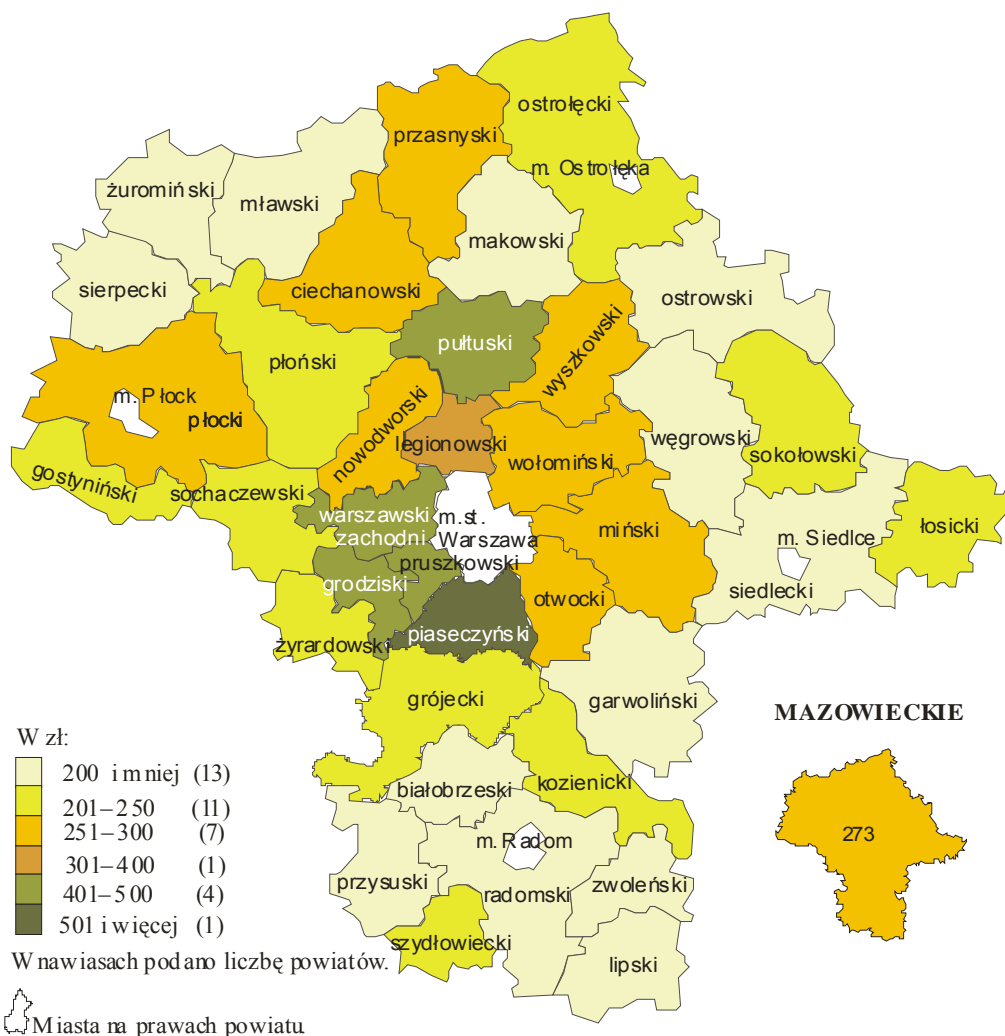 ostrołęcki
przasnyski
m. Ostrołęka
żuromiński
mławski
makowski
sierpecki
ciechanowski
ostrowski
pułtuski
wyszkowski
płoński
m. Płock
płocki
nowodworski
legionowski
wołomiński
węgrowski
sokołowski
gostyniński
sochaczewski
warszawski
zachodni
m.st.
Warszawa
miński
m. Siedlce
łosicki
pruszkowski
grodziski
otwocki
siedlecki
żyrardowski
piaseczyński
grójecki
garwoliński
MAZOWIECKIE
273
W zł:
200 i mniej (13)
201–250 (11)
251–300 (7)
301–400 (1)
401–500 (4)
501 i więcej (1)
białobrzeski
kozienicki
m. Radom
przysuski
radomski
zwoleński
szydłowiecki
lipski
W nawiasach podano liczbę powiatów.
Miasta na prawach powiatu